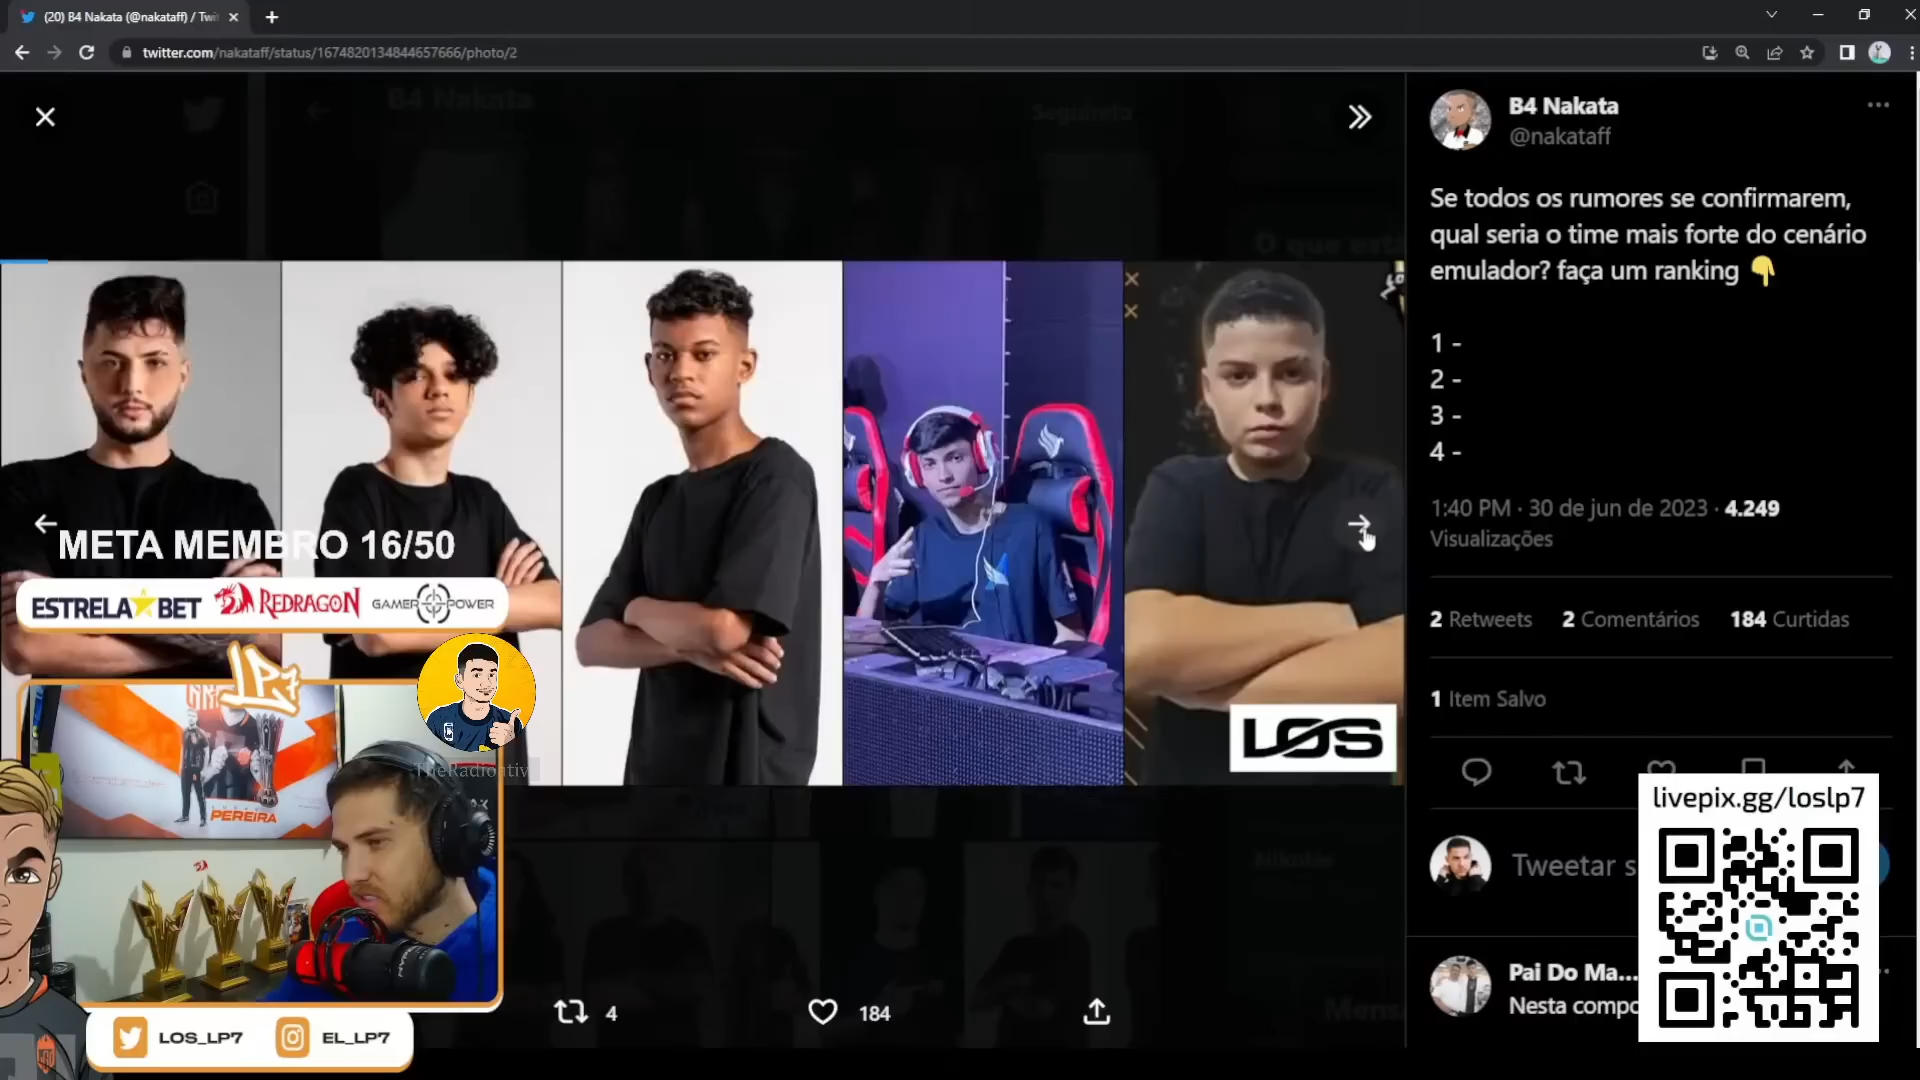 (20) B4 Nakata (@nakataff) / Twi
twitter.com/nakataff/status/1674820134844657666/photo/2
B4 Nakata
Seguindo
B4 Nakata
@nakataff
Se todos os rumores se confirmarem,
qual seria o time mais forte do cenário
emulador? faça um ranking 👇
1 -
2 -
3 -
4 -
1:40 PM · 30 de jun de 2023 · 4.249
Visualizações
2 Retweets 2 Comentários 184 Curtidas
1 Item Salvo
META MEMBRO 16/50
ESTRELA BET REDRAGON GAMER POWER
LP7
LOS
PEREIRA
LOS_LP7 EL_LP7
4 184
livepix.gg/loslp7
Tweetar s
Pai Do Ma...
Nesta compo